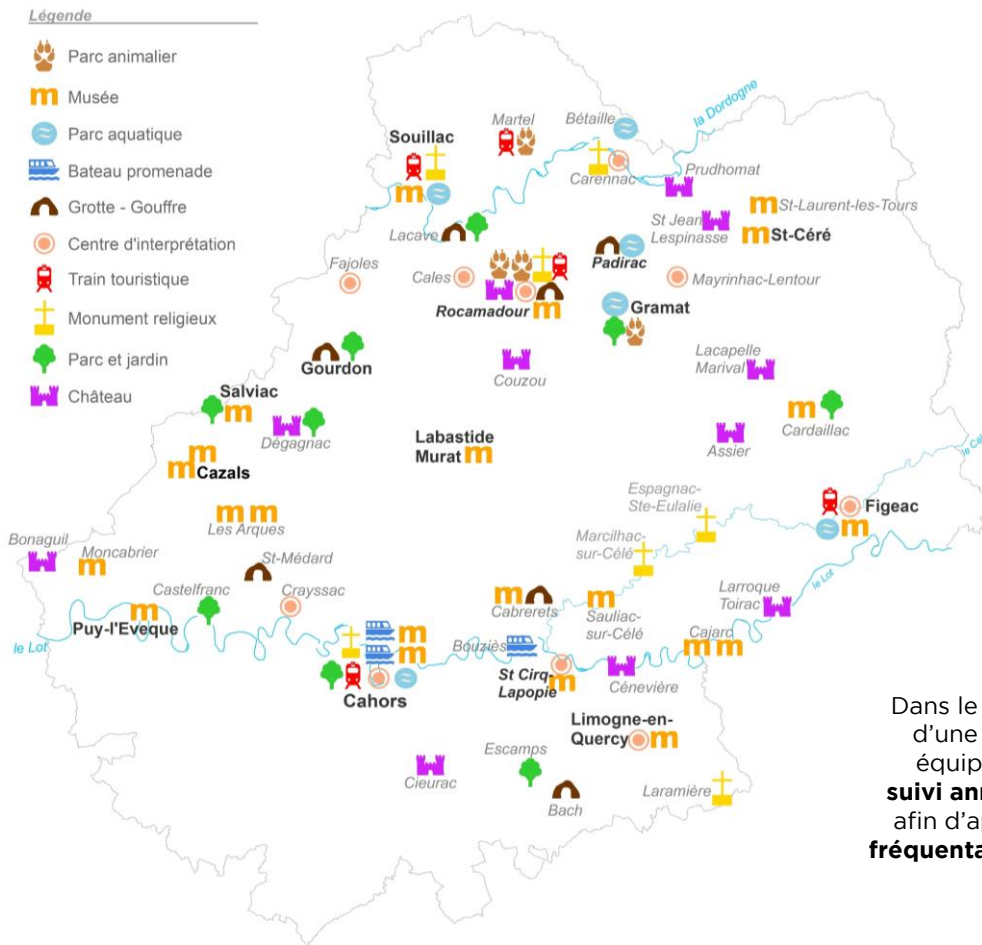 Légende
Parc animalier
Musée
Parc aquatique
Bateau promenade
Grotte - Gouffre
Centre d'interprétation
Train touristique
Monument religieux
Parc et jardin
Château
la Dordogne
Bétaille
Martel
Souillac
Carennac
Prudhomat
St-Laurent-les-Tours
St Jean
Lespinasse
St-Céré
Lacave
Padirac
Fajoles
Cales
Mayrinhac-Lentour
Rocamadour
Gramat
Gourdon
Couzou
Lacapelle
Marival
Salviac
Dégagnac
Cardaillac
Labastide
Murat
Assier
Cazals
le Cé
Espagnac-
Ste-Eulalie
Figeac
Les Arques
Marcilhac-
sur-Célé
Bonaguil
Moncabrier
St-Médard
Castelfranc
Crayssac
Larroque
Toirac
le Lot
Cabrerets
Sauliac-
sur-Célé
Puy-l'Eveque
Cajard
le Lot
Bouziès
St Cirq-
Lapopie
Cénevière
Cahors
Limogne-en-
Quercy
Dans le
d'une
équip
suivi ann
afin d'a
fréquenta
Escamps
Cieurac
Bach
Laramière